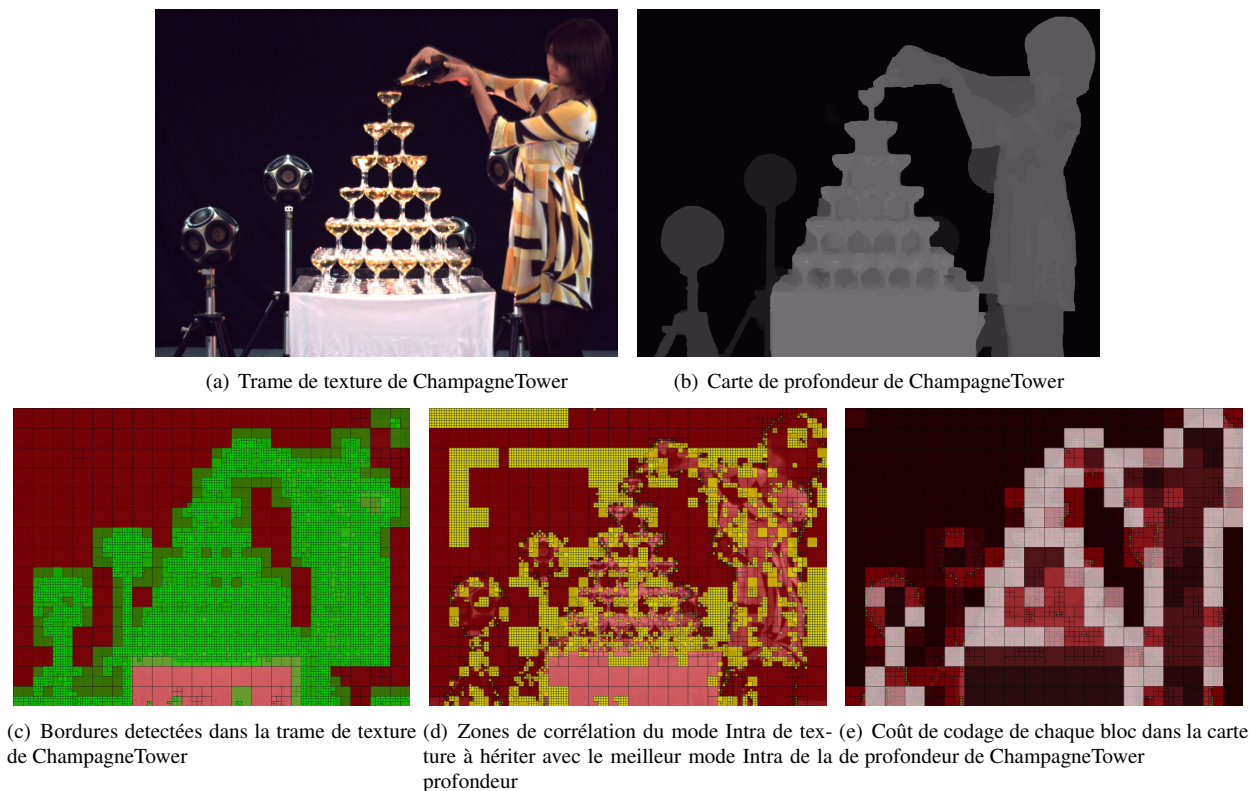 (a) Trame de texture de ChampagneTower
(b) Carte de profondeur de ChampagneTower
(c) Bordures detectées dans la trame de texture
de ChampagneTower
(d) Zones de corrélation du mode Intra de tex-
ture à hériter avec le meilleur mode Intra de la
profondeur
(e) Coût de codage de chaque bloc dans la carte
de profondeur de ChampagneTower